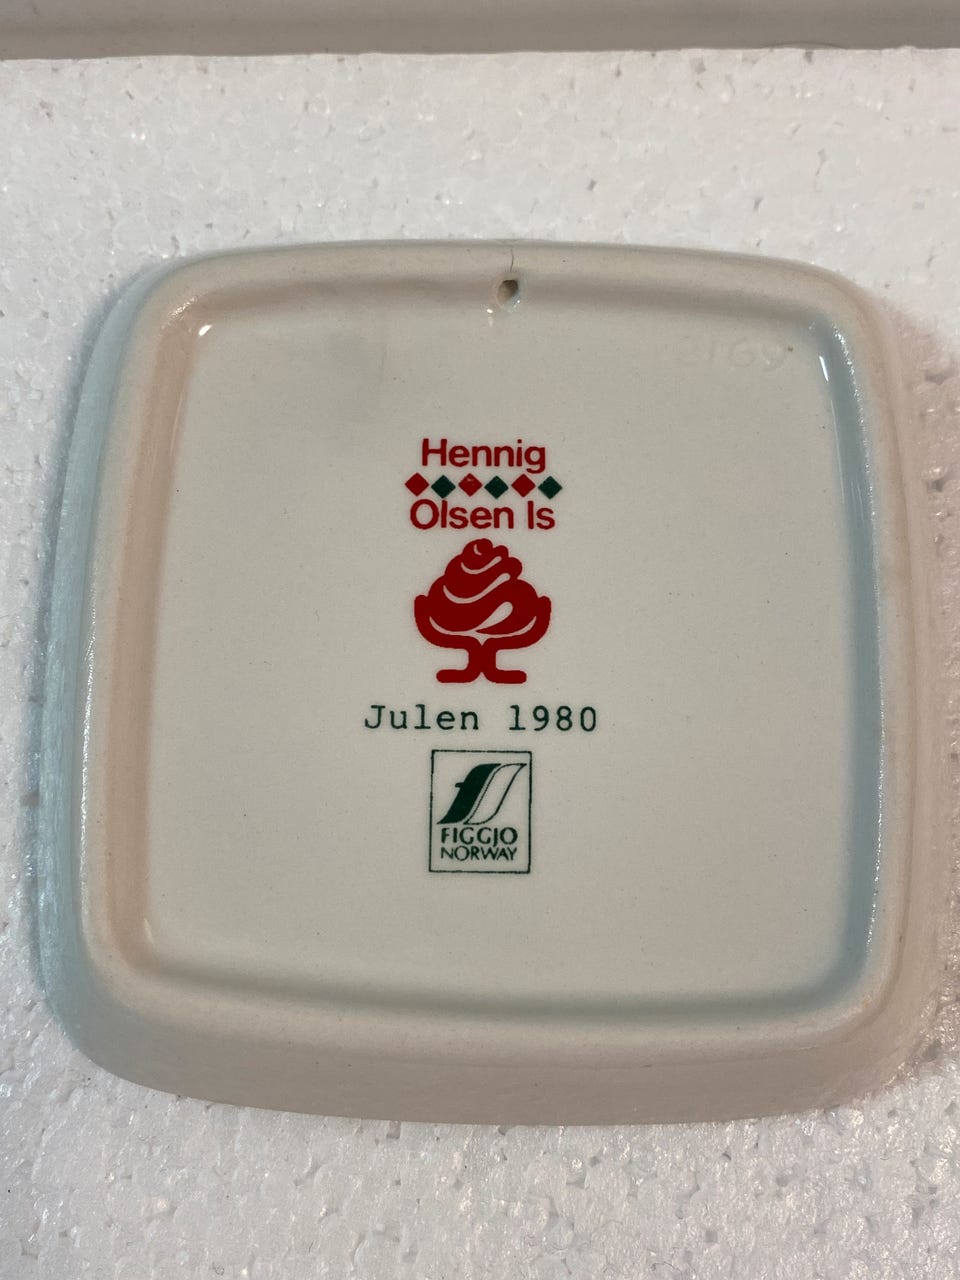 Hennig
Olsen Is
Julen 1980
FIGGJO
NORWAY